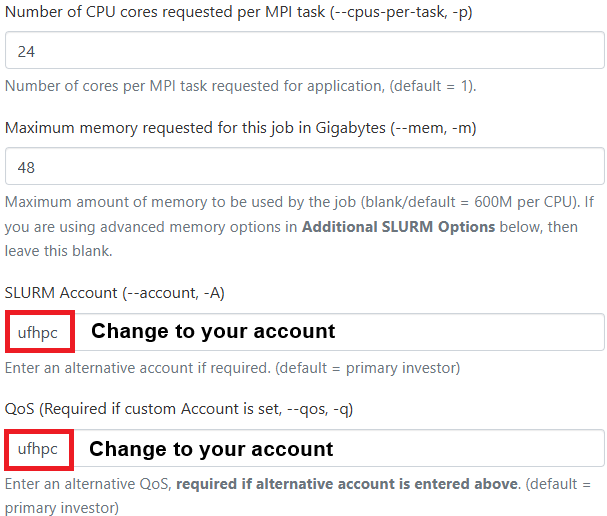 Number of CPU cores requested per MPI task (--cpus-per-task, -p)
24
Number of cores per MPI task requested for application, (default = 1).
Maximum memory requested for this job in Gigabytes (--mem, -m)
48
Maximum amount of memory to be used by the job (blank/default = 600M per CPU). If
you are using advanced memory options in Additional SLURM Options below, then
leave this blank.
SLURM Account (--account, -A)
ufhpc Change to your account
Enter an alternative account if required. (default = primary investor)
QoS (Required if custom Account is set, --qos, -q)
ufhpc Change to your account
Enter an alternative QoS, required if alternative account is entered above. (default =
primary investor)